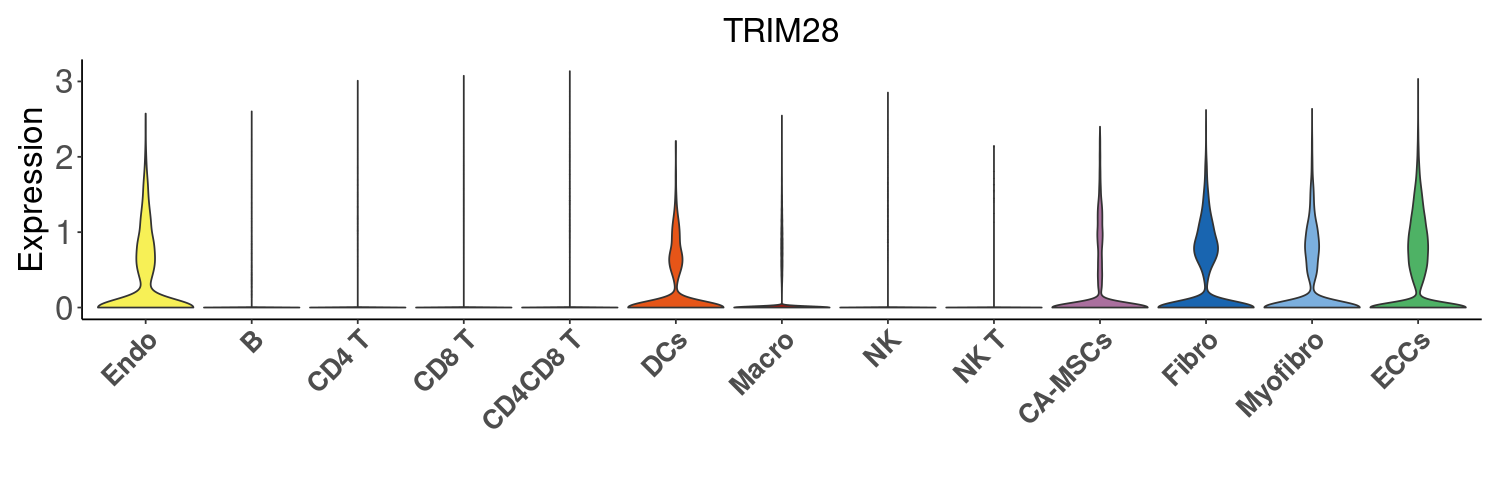 TRIM28
Expression
3
2
1
0
Endo
B
CD4 T
CD8 T
CD4CD8 T
DCs
Macro
NK
NK T
CA-MSCs
Fibro
Myofibro
ECCs